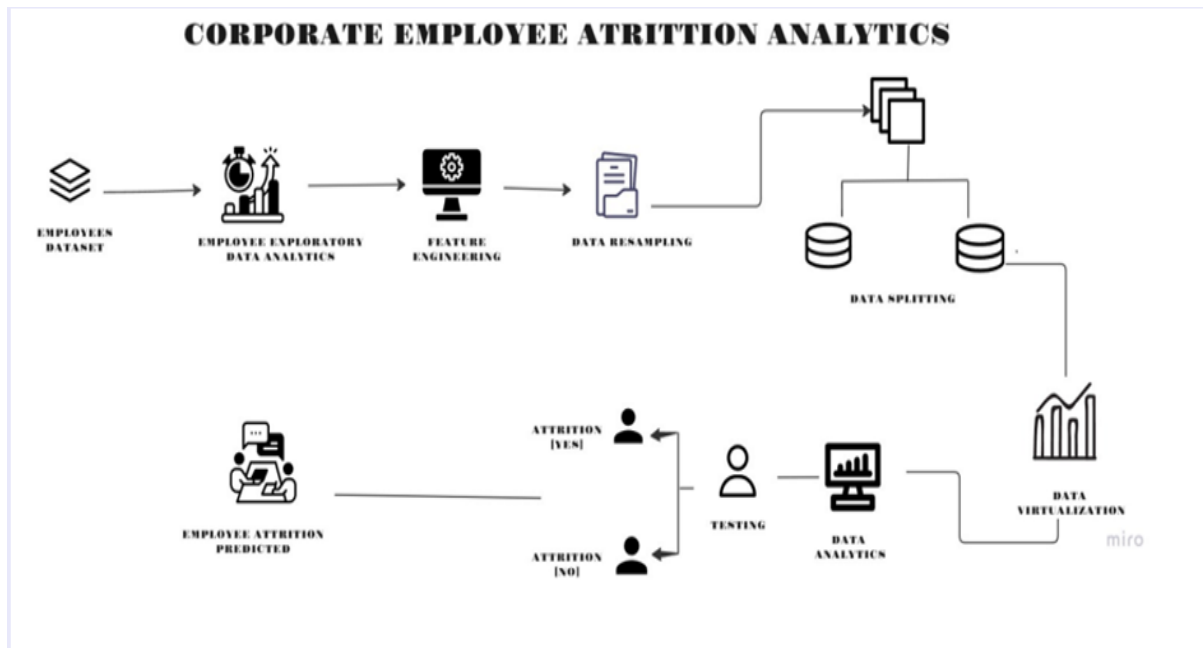 CORPORATE EMPLOYEE ATRITTION ANALYTICS
EMPLOYEES
DATASET
EMPLOYEE EXPLORATORY
DATA ANALYTICS
FEATURE
ENGINEERING
DATA RESAMPLING
DATA SPLITTING
DATA
VIRTUALIZATION
miro
DATA
ANALYTICS
TESTING
ATTRITION
[YES]
ATTRITION
[NO]
EMPLOYEE ATTRITION
PREDICTED